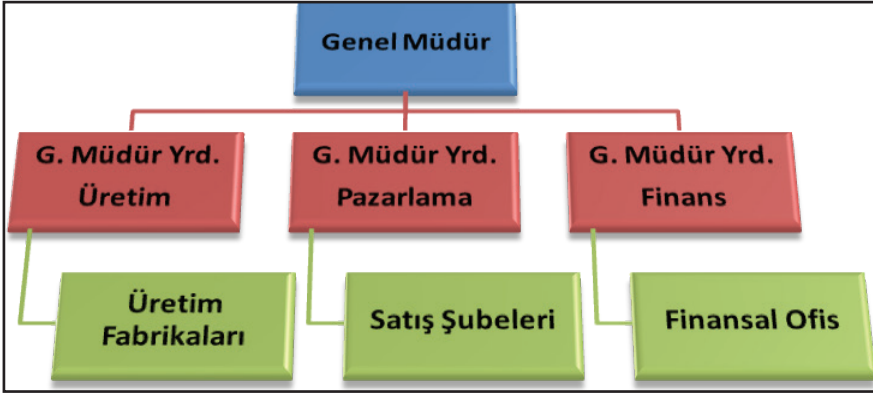 Genel Müdür
G. Müdür Yrd.
Üretim
G. Müdür Yrd.
Pazarlama
G. Müdür Yrd.
Finans
Üretim
Fabrikaları
Satış Şubeleri
Finansal Ofis